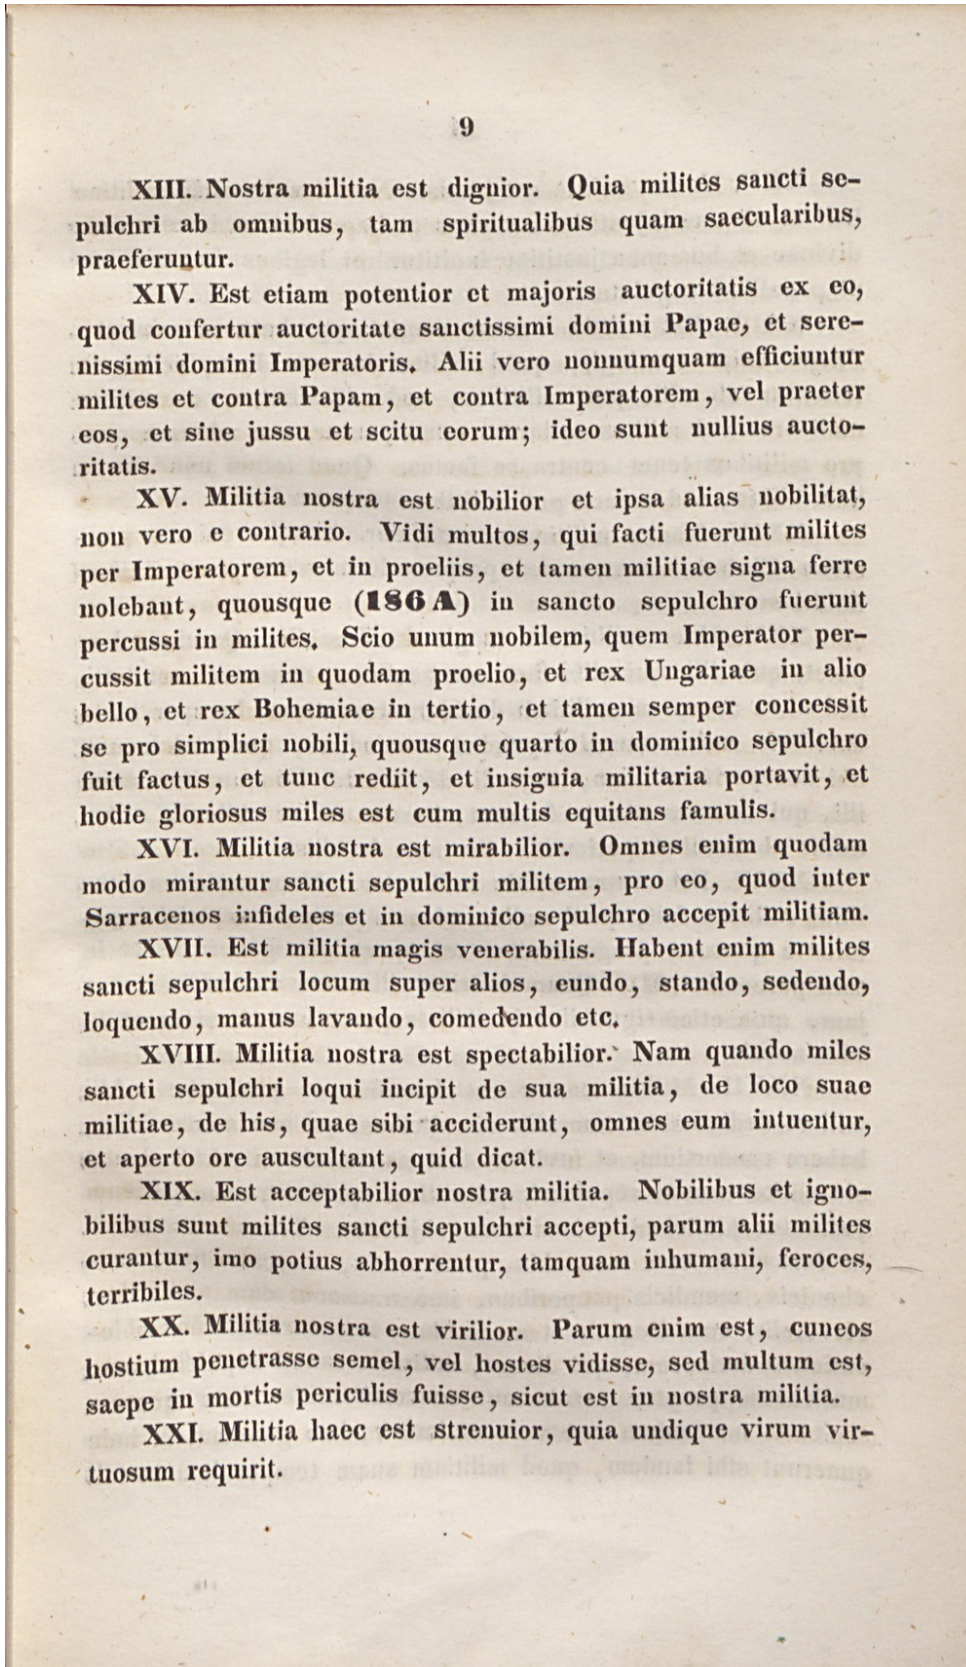 9
XIII. Nostra militia est dignior. Quia milites sancti se-
pulchri ab omnibus, tam spiritualibus quam saecularibus,
praeferuntur.
XIV. Est etiam potentior et majoris auctoritatis ex eo,
quod confertur auctoritate sanctissimi domini Papae, et sere-
nissimi domini Imperatoris. Alii vero nonnumquam efficiuntur
milites et contra Papam, et contra Imperatorem, vel praeter
eos, et sine jussu et scitu eorum; ideo sunt nullius aucto-
ritatis.
XV. Militia nostra est nobilior et ipsa alias nobilitat,
non vero e contrario. Vidi multos, qui facti fuerunt milites
per Imperatorem, et in proeliis, et tamen militiae signa ferre
nolebant, quousque (186 A) in sancto sepulchro fuerunt
percussi in milites. Scio unum nobilem, quem Imperator per-
cussit militem in quodam proelio, et rex Ungariae in alio
bello, et rex Bohemiae in tertio, et tamen semper concessit
se pro simplici nobili, quousque quarto in dominico sepulchro
fuit factus, et tunc rediit, et insignia militaria portavit, et
hodie gloriosus miles est cum multis equitans famulis.
XVI. Militia nostra est mirabilior. Omnes enim quodam
modo mirantur sancti sepulchri militem, pro eo, quod inter
Sarracenos infideles et in dominico sepulchro accepit militiam.
XVII. Est militia magis venerabilis. Habent enim milites
sancti sepulchri locum super alios, eundo, stando, sedendo,
loquendo, manus lavando, comedendo etc.
XVIII. Militia nostra est spectabilior. Nam quando miles
sancti sepulchri loqui incipit de sua militia, de loco suae
militiae, de his, quae sibi acciderunt, omnes eum intuentur,
et aperto ore auscultant, quid dicat.
XIX. Est acceptabilior nostra militia. Nobilibus et igno-
bilibus sunt milites sancti sepulchri accepti, parum alii milites
curantur, imo potius abhorrentur, tamquam inhumani, feroces,
terribiles.
XX. Militia nostra est virilior. Parum enim est, cuneos
hostium penetrasse semel, vel hostes vidisse, sed multum est,
saepe in mortis periculis fuisse, sicut est in nostra militia.
XXI. Militia haec est strenuior, quia undique virum vir-
tuosum requirit.